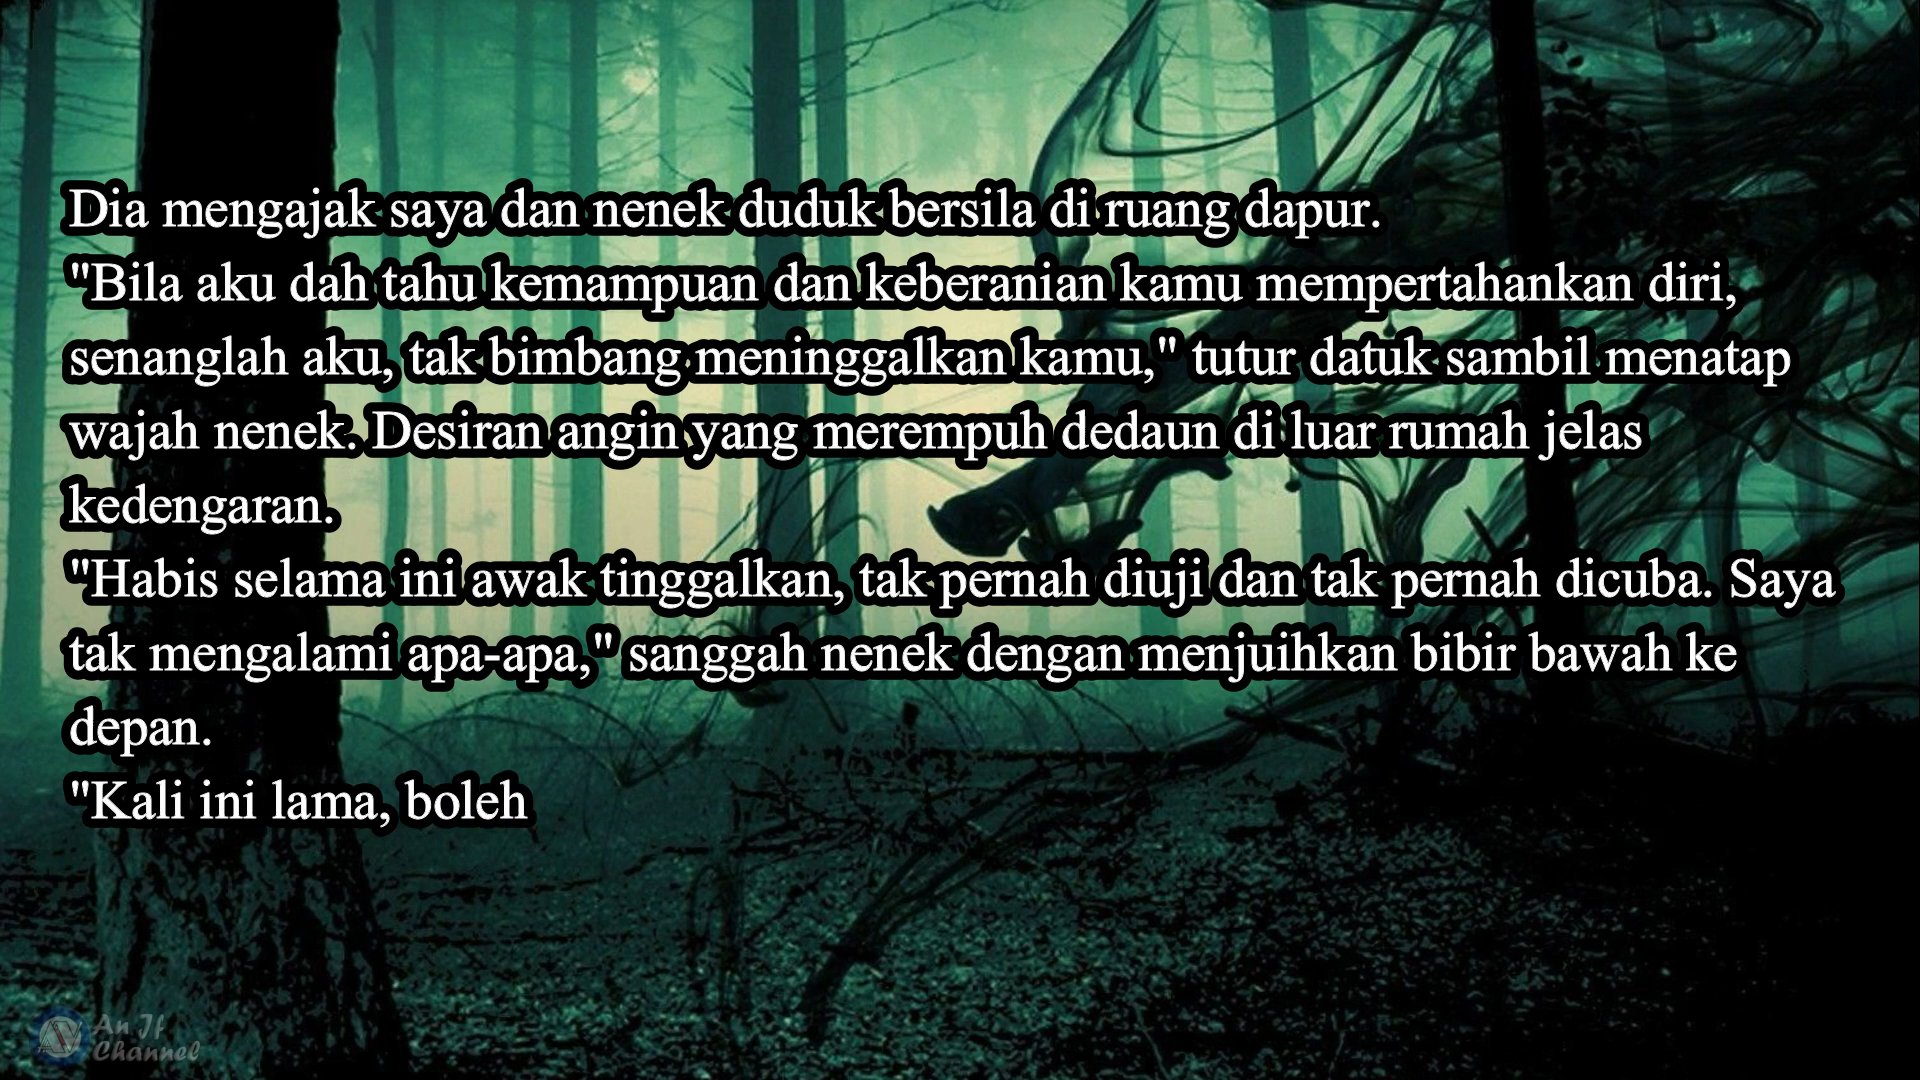 Dia mengajak saya dan nenek duduk bersila di ruang dapur.
"Bila aku dah tahu kemampuan dan keberanian kamu mempertahankan diri,
senanglah aku, tak bimbang meninggalkan kamu," tutur datuk sambil menatap
wajah nenek. Desiran angin yang merempuh dedaun di luar rumah jelas
kedengaran.
"Habis selama ini awak tinggalkan, tak pernah diuji dan tak pernah dicuba. Saya
tak mengalami apa-apa," sanggah nenek dengan menjuihkan bibir bawah ke
depan.
"Kali ini lama, boleh
An If
Channel